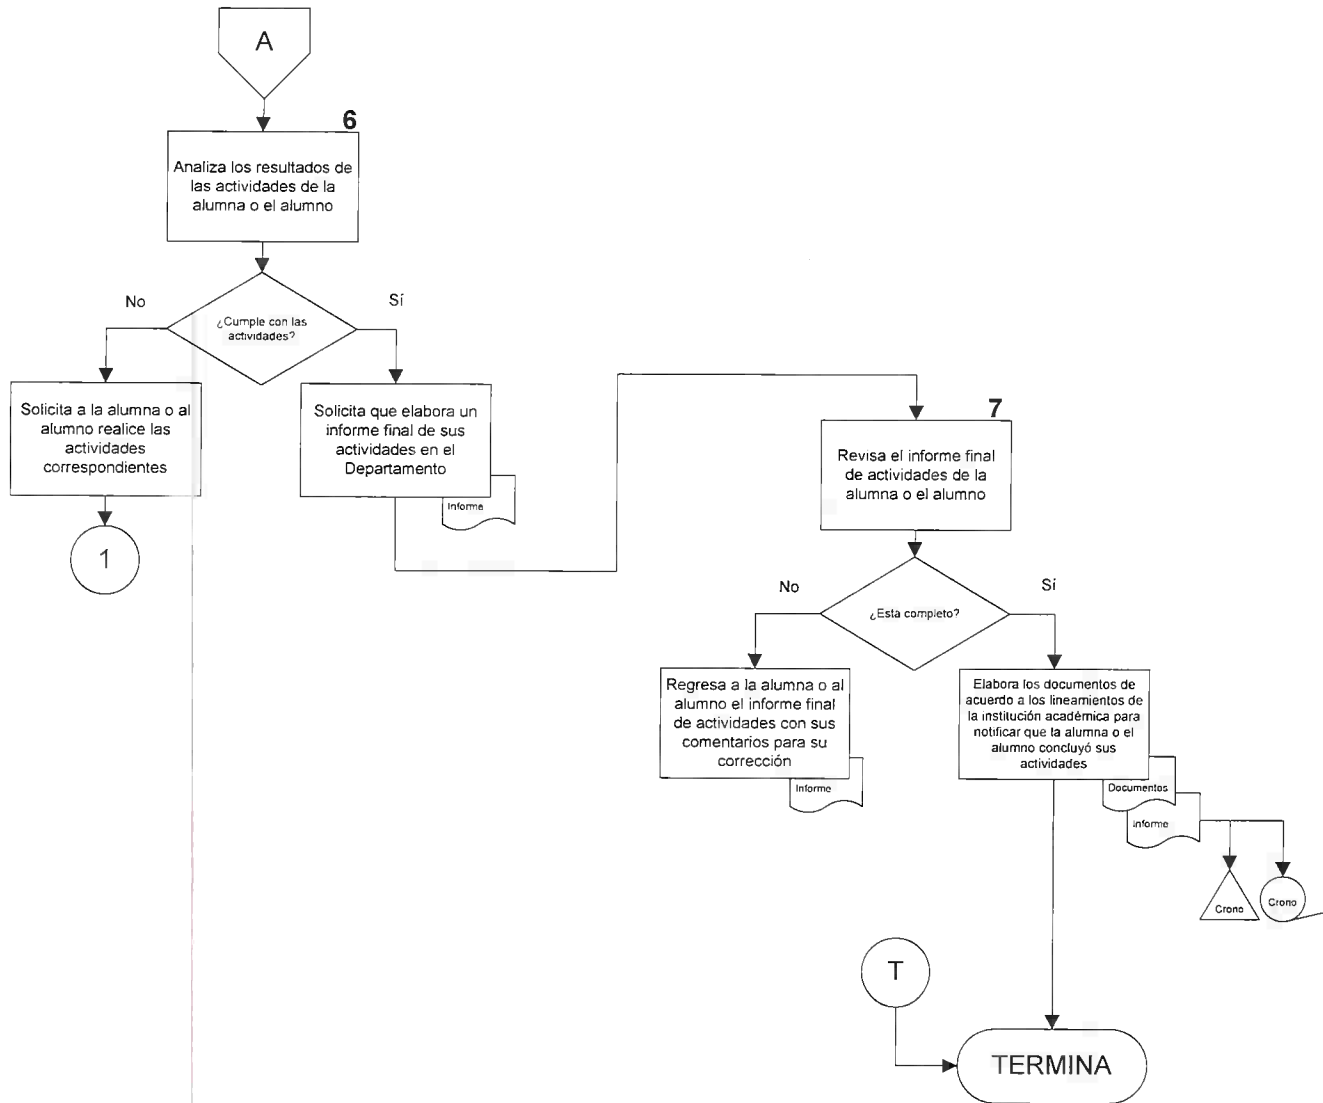 A
6
Analiza los resultados de
las actividades de la
alumna o el alumno
No
Sí
¿Cumple con las
actividades?
Solicita a la alumna o al
alumno realice las
actividades
correspondientes
1
Solicita que elabora un
informe final de sus
actividades en el
Departamento
Informe
7
Revisa el informe final
de actividades de la
alumna o el alumno
No
Sí
¿Esta completo?
Regresa a la alumna o al
alumno el informe final
de actividades con sus
comentarios para su
corrección
Informe
Elabora los documentos de
acuerdo a los lineamientos de
la institución académica para
notificar que la alumna o el
alumno concluyó sus
actividades
Documentos
Informe
Crono
Crono
T
TERMINA